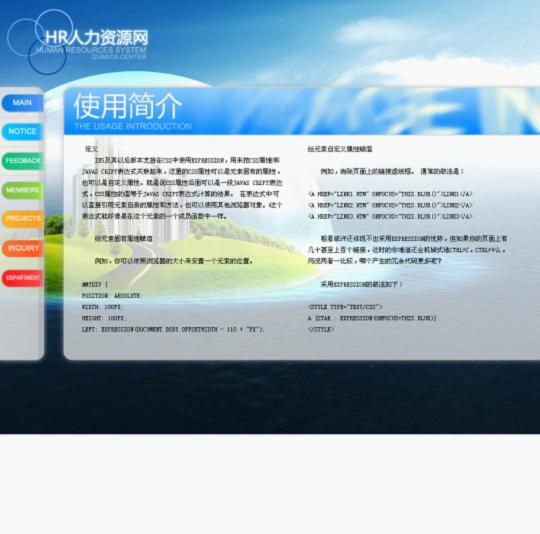 HR人力资源网
HUMAN RESOURCES SYSTEM
QUANTA CENTER
MAIN
NOTICE
FEEDBACK
MEMBERS
PROJECTS
INQUIRY
DEPARTMENT
使用简介
THE USAGE INTRODUCTION
定义
IE5及其以后版本支持在CSS中使用EXPRESSION，用来把CSS属性和
JAVAS CRIPT表达式关联起来，这里的CSS属性可以是元素固有的属性，
也可以是自定义属性。就是说CSS属性后面可以是一段JAVAS CRIPT表达
式，CSS属性的值等于JAVAS CRIPT表达式计算的结果。 在表达式中可
以直接引用元素自身的属性和方法，也可以使用其他浏览器对象。这个
表达式就好像是在这个元素的一个成员函数中一样。
给元素固有属性赋值
例如，你可以依照浏览器的大小来安置一个元素的位置。
##YDIV {
POSITION: ABSOLUTE;
WIDTH: 100PX;
HEIGHT: 100PX;
LEFT: EXPRESSION(DOCUMENT.BODY.OFFSETWIDTH - 110 + "PX");
给元素自定义属性赋值
例如，消除页面上的链接虚线框。 通常的做法是：
<A HREF="LINK1.HTM" ONFOCUS="THIS.BLUR()">LINK1</A>
<A HREF="LINK2.HTM" ONFOCUS="THIS.BLUR()">LINK2</A>
<A HREF="LINK3.HTM" ONFOCUS="THIS.BLUR()">LINK3</A>
粗看或许还体现不出采用EXPRESSION的优势，但如果你的页面上有
几十甚至上百个链接，这时的你难道还会机械式地CTRL+C，CTRL+V么，
何况两者一比较，哪个产生的冗余代码更多呢？
采用EXPRESSION的做法如下：
<STYLE TYPE="TEXT/CSS">
A {STAR : EXPRESSION(ONFOCUS=THIS.BLUR)}
</STYLE>